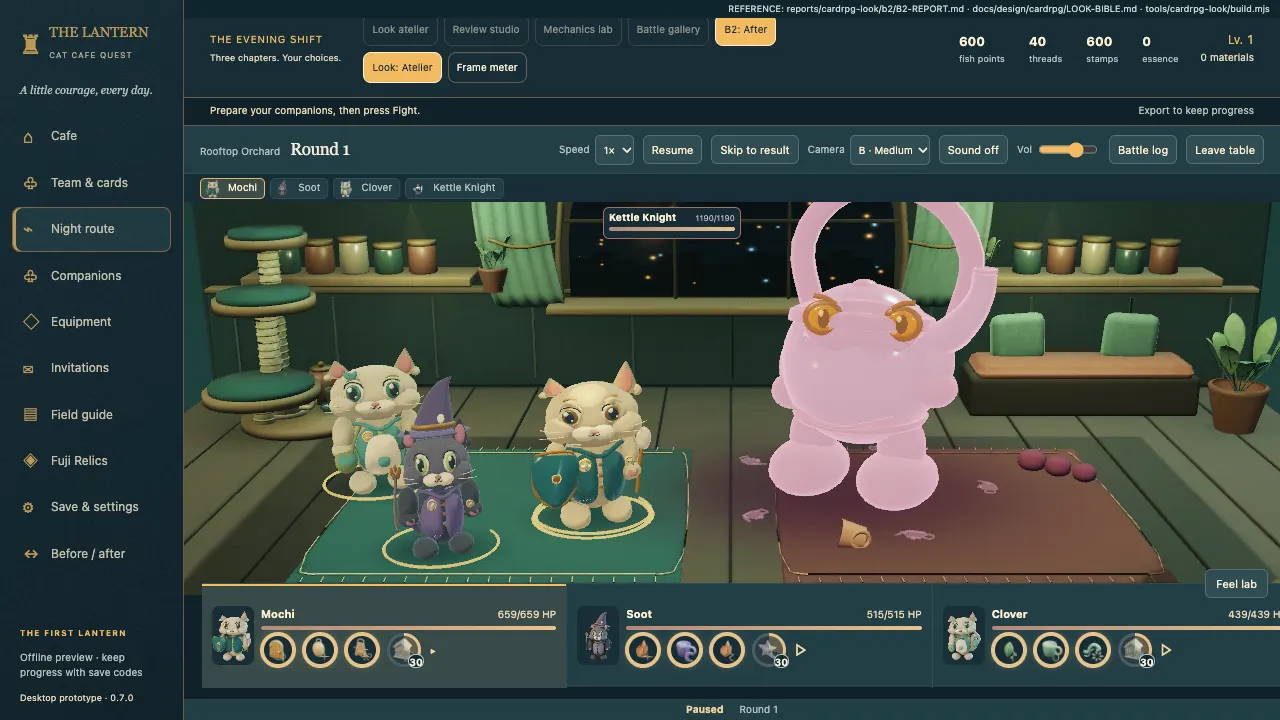 REFERENCE: reports/cardrpg-look/b2/B2-REPORT.md · docs/design/cardrpg/LOOK-BIBLE.md · tools/cardrpg-look/build.mjs
THE LANTERN
CAT CAFE QUEST
A little courage, every day.
Cafe
Team & cards
Night route
Companions
Equipment
Invitations
Field guide
Fuji Relics
Save & settings
Before / after
THE FIRST LANTERN
Offline preview · keep
progress with save codes
Desktop prototype · 0.7.0
THE EVENING SHIFT
Three chapters. Your choices.
Look atelier
Review studio
Mechanics lab
Battle gallery
B2: After
Look: Atelier
Frame meter
600
fish points
40
threads
600
stamps
0
essence
Lv. 1
0 materials
Prepare your companions, then press Fight.
Export to keep progress
Rooftop Orchard Round 1
Speed 1x
Resume
Skip to result
Camera B · Medium
Sound off
Vol
Battle log
Leave table
Mochi
Soot
Clover
Kettle Knight
Kettle Knight 1190/1190
Feel lab
Mochi 659/659 HP
30
Soot 515/515 HP
30
Clover 439/439 H
30
Paused Round 1